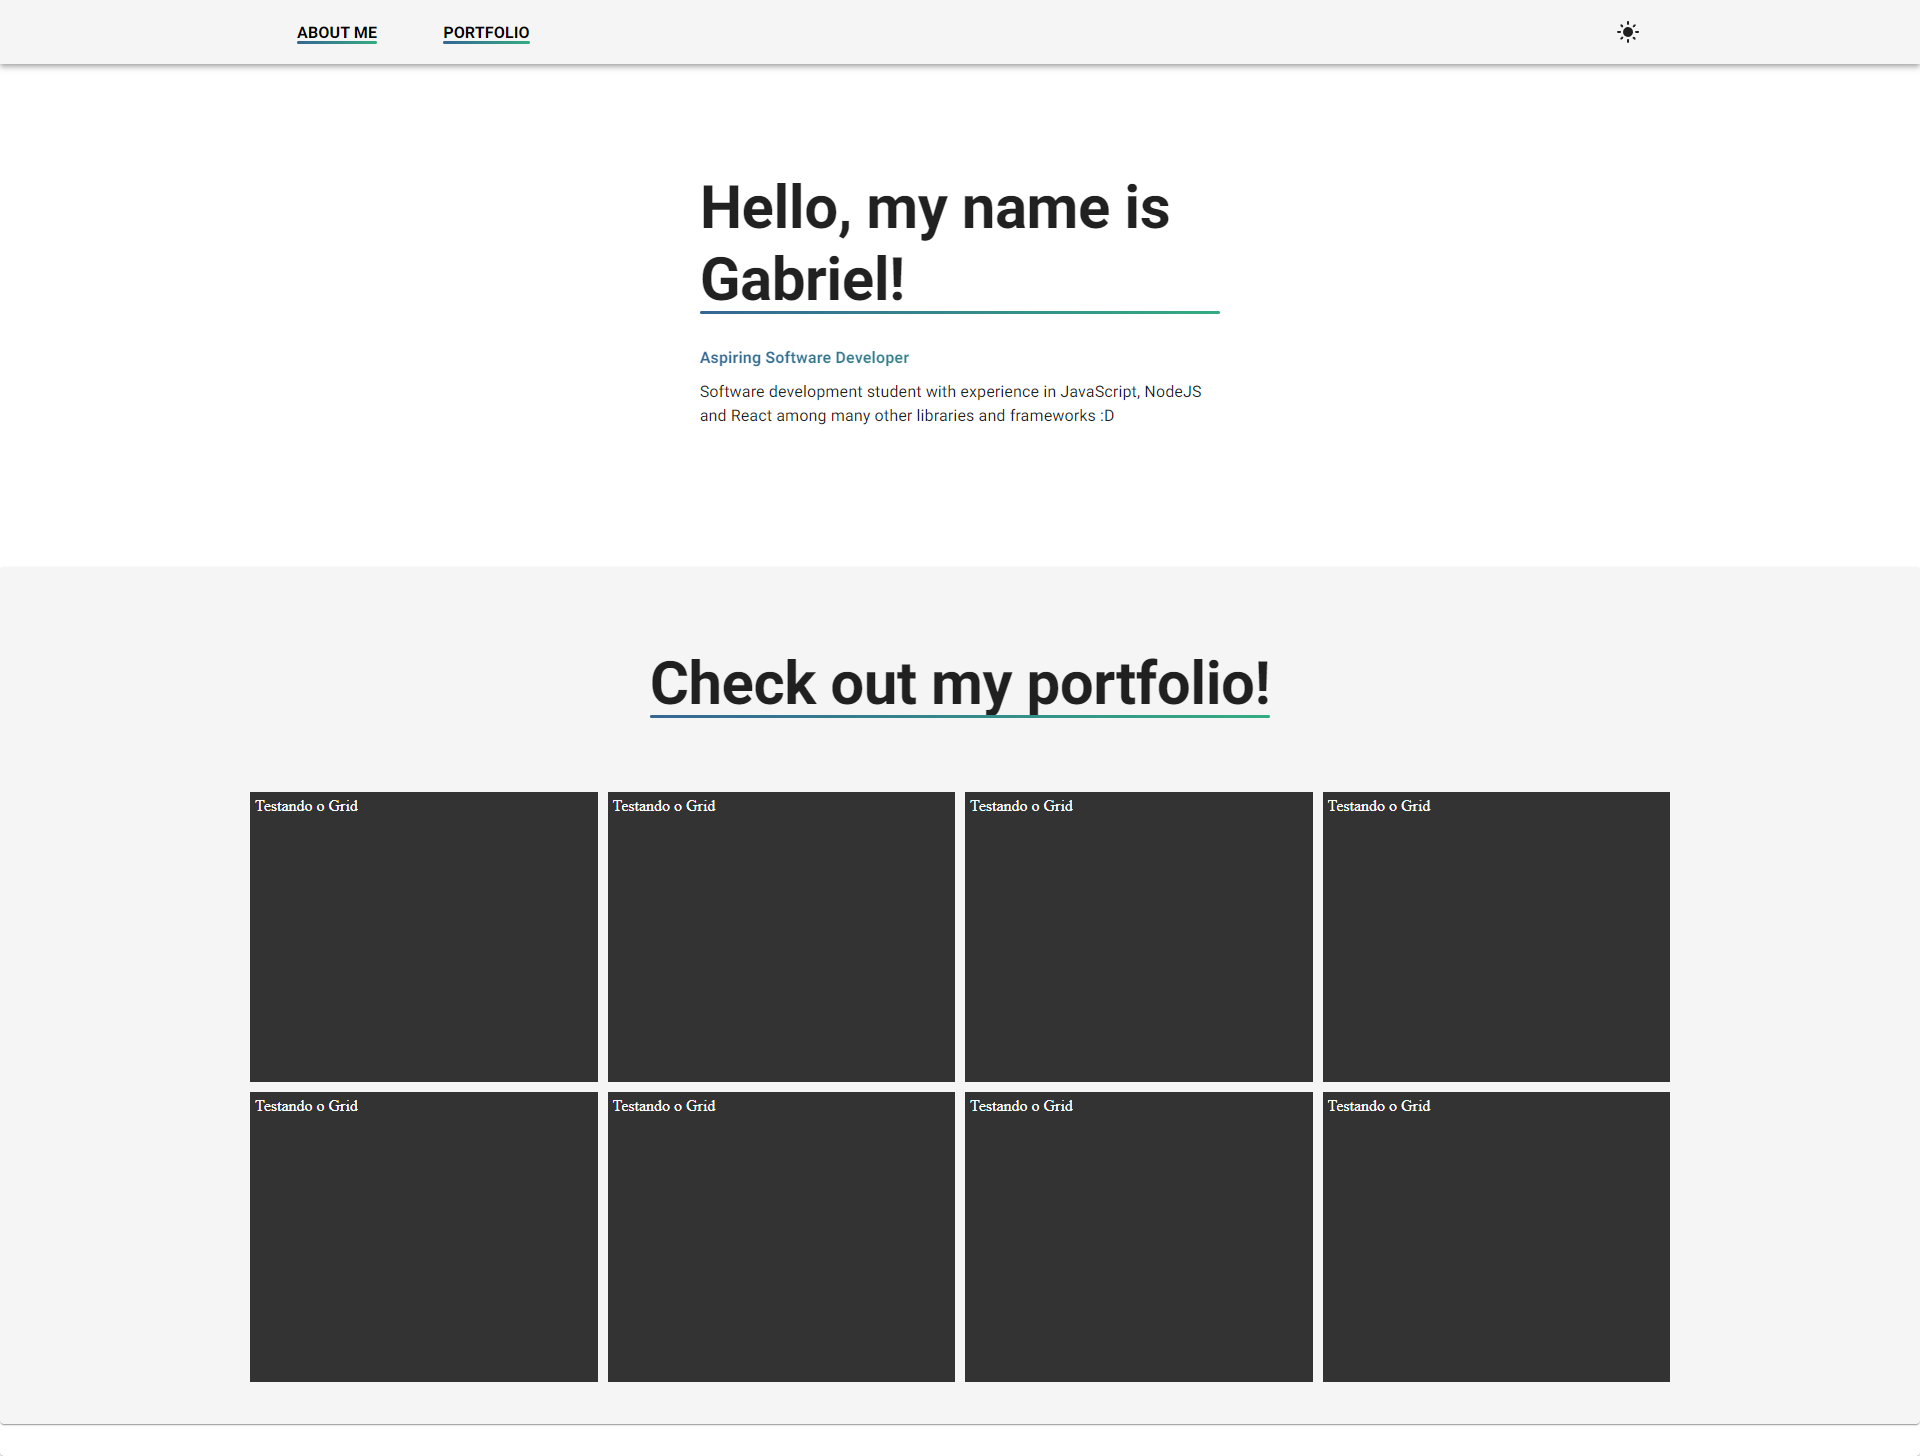 ABOUT ME
PORTFOLIO
Hello, my name is
Gabriel!
Aspiring Software Developer
Software development student with experience in JavaScript, NodeJS
and React among many other libraries and frameworks :D
Check out my portfolio!
Testando o Grid
Testando o Grid
Testando o Grid
Testando o Grid
Testando o Grid
Testando o Grid
Testando o Grid
Testando o Grid